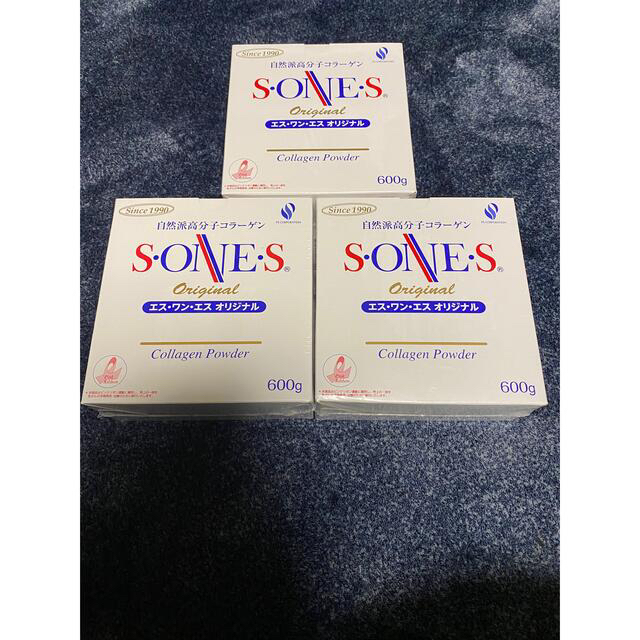 Since 1990
自然派高分子コラーゲン
S·ONE·S®
Original
エス・ワン・エス オリジナル
Collagen Powder
600g
Since 1990
自然派高分子コラーゲン
S·ONE·S®
Original
エス・ワン・エス オリジナル
Collagen Powder
600g
Since 1990
自然派高分子コラーゲン
S·ONE·S®
Original
エス・ワン・エス オリジナル
Collagen Powder
600g